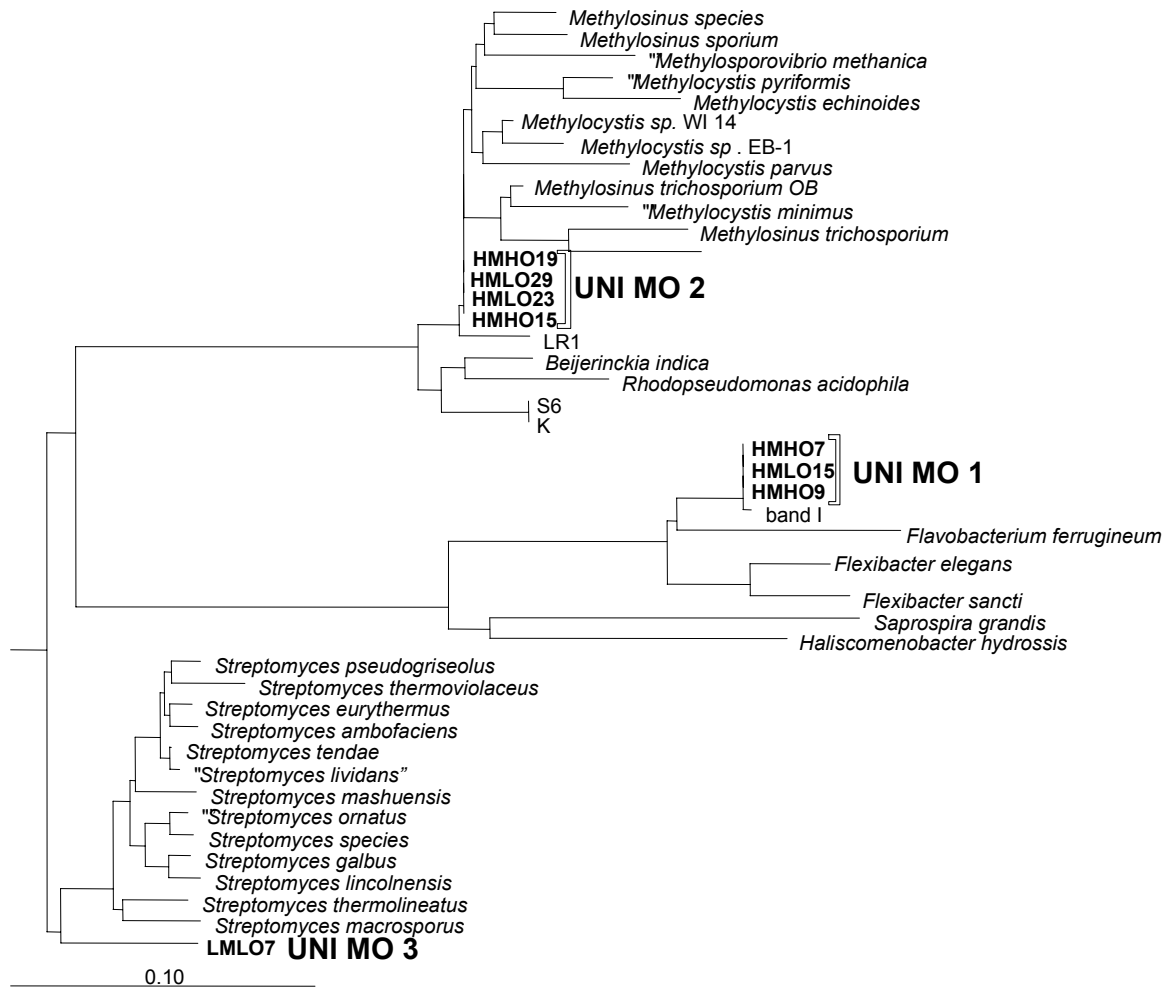 Methylosinus species
Methylosinus sporium
"Methylosporovibrio methanica
"Methylocystis pyriformis
Methylocystis echinoides
Methylocystis sp. WI 14
Methylocystis sp . EB-1
Methylocystis parvus
Methylosinus trichosporium OB
"Methylocystis minimus
Methylosinus trichosporium
HMHO19
HMLO29
UNI MO 2
HMLO23
HMHO15
LR1
Beijerinckia indica
Rhodopseudomonas acidophila
S6
K
HMHO7
HMLO15
UNI MO 1
HMHO9
band I
Flavobacterium ferrugineum
Flexibacter elegans
Flexibacter sancti
Saprospira grandis
Haliscomenobacter hydrossis
Streptomyces pseudogriseolus
Streptomyces thermoviolaceus
Streptomyces eurythermus
Streptomyces ambofaciens
Streptomyces tendae
"Streptomyces lividans”
Streptomyces mashuensis
"Streptomyces ornatus
Streptomyces species
Streptomyces galbus
Streptomyces lincolnensis
Streptomyces thermolineatus
Streptomyces macrosporus
LMLO7 UNI MO 3
0.10